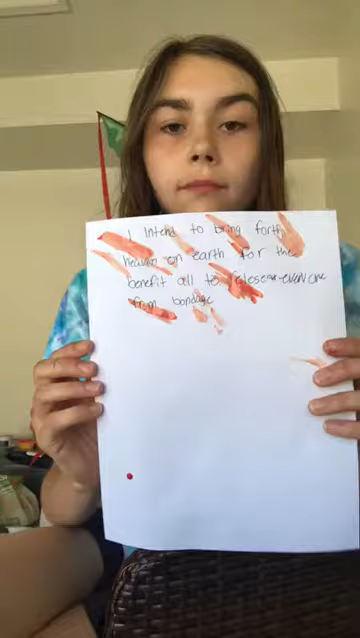 I Intend to bring forth
heaven on earth for the
benefit all to release everyone
from bondage